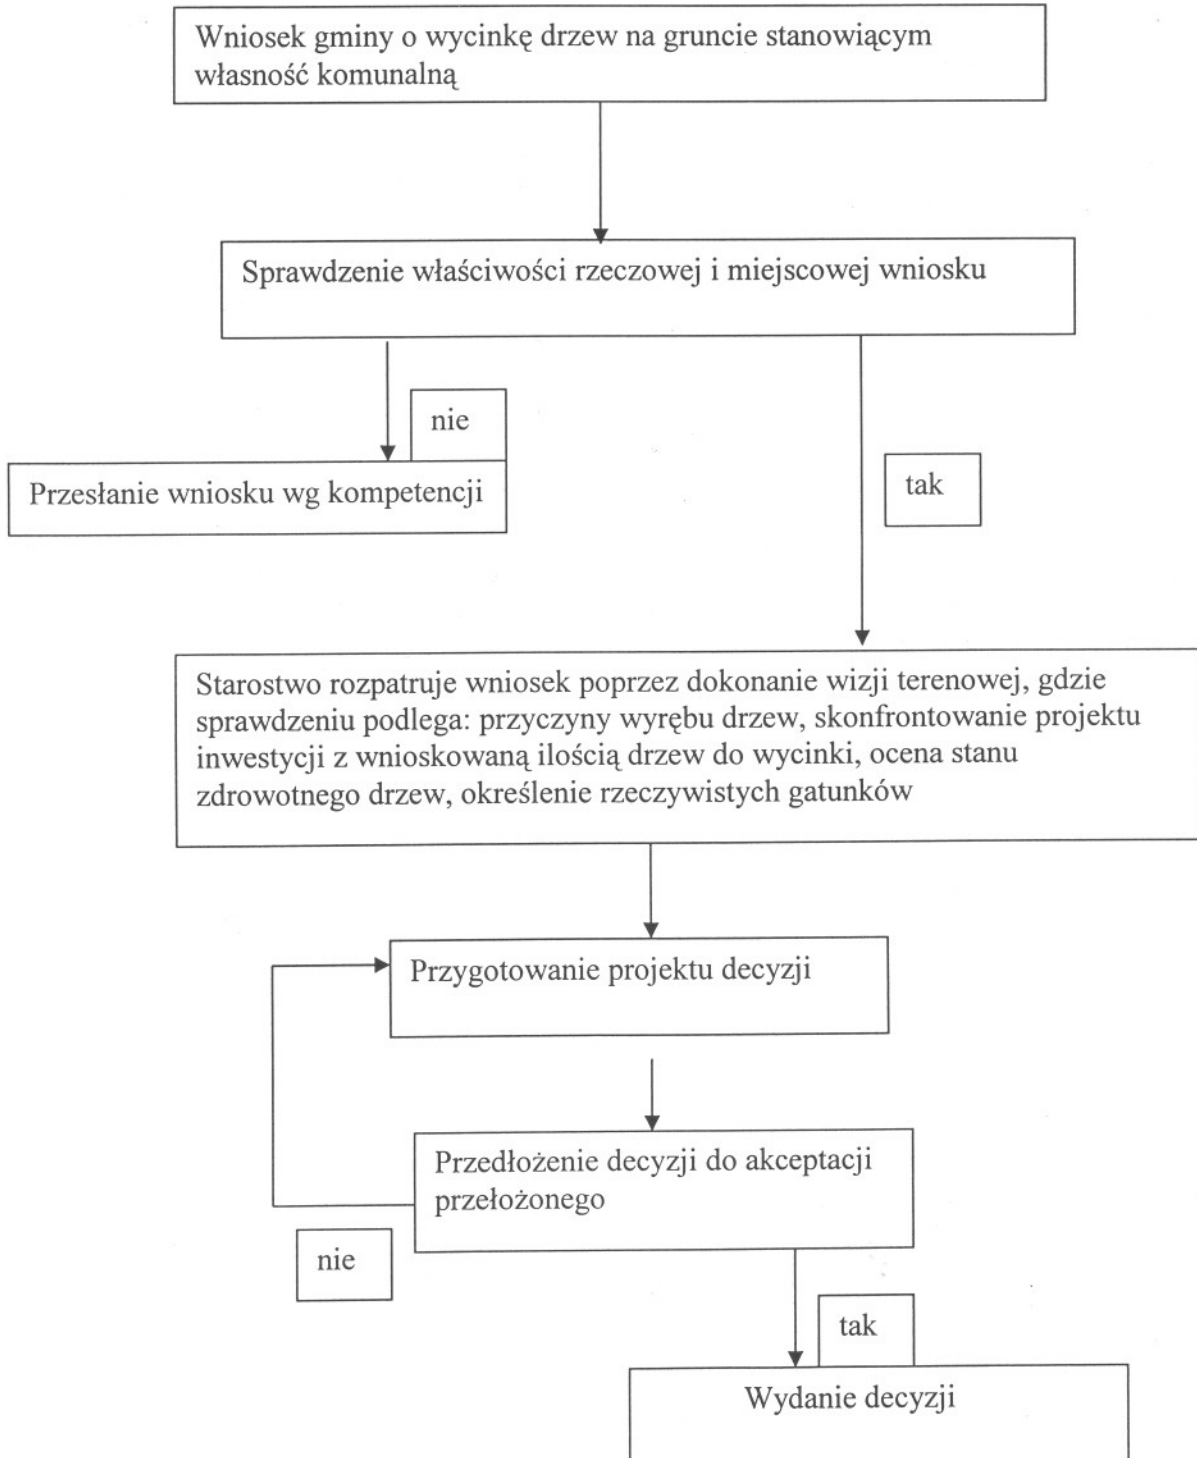 Wniosek gminy o wycinkę drzew na gruncie stanowiącym
własność komunalną
Sprawdzenie właściwości rzeczowej i miejscowej wniosku
nie
Przesłanie wniosku wg kompetencji
tak
Starostwo rozpatruje wniosek poprzez dokonanie wizji terenowej, gdzie
sprawdzeniu podlega: przyczyny wyrębu drzew, skonfrontowanie projektu
inwestycji z wnioskowaną ilością drzew do wycinki, ocena stanu
zdrowotnego drzew, określenie rzeczywistych gatunków
Przygotowanie projektu decyzji
Przedłożenie decyzji do akceptacji
przełożonego
nie
tak
Wydanie decyzji